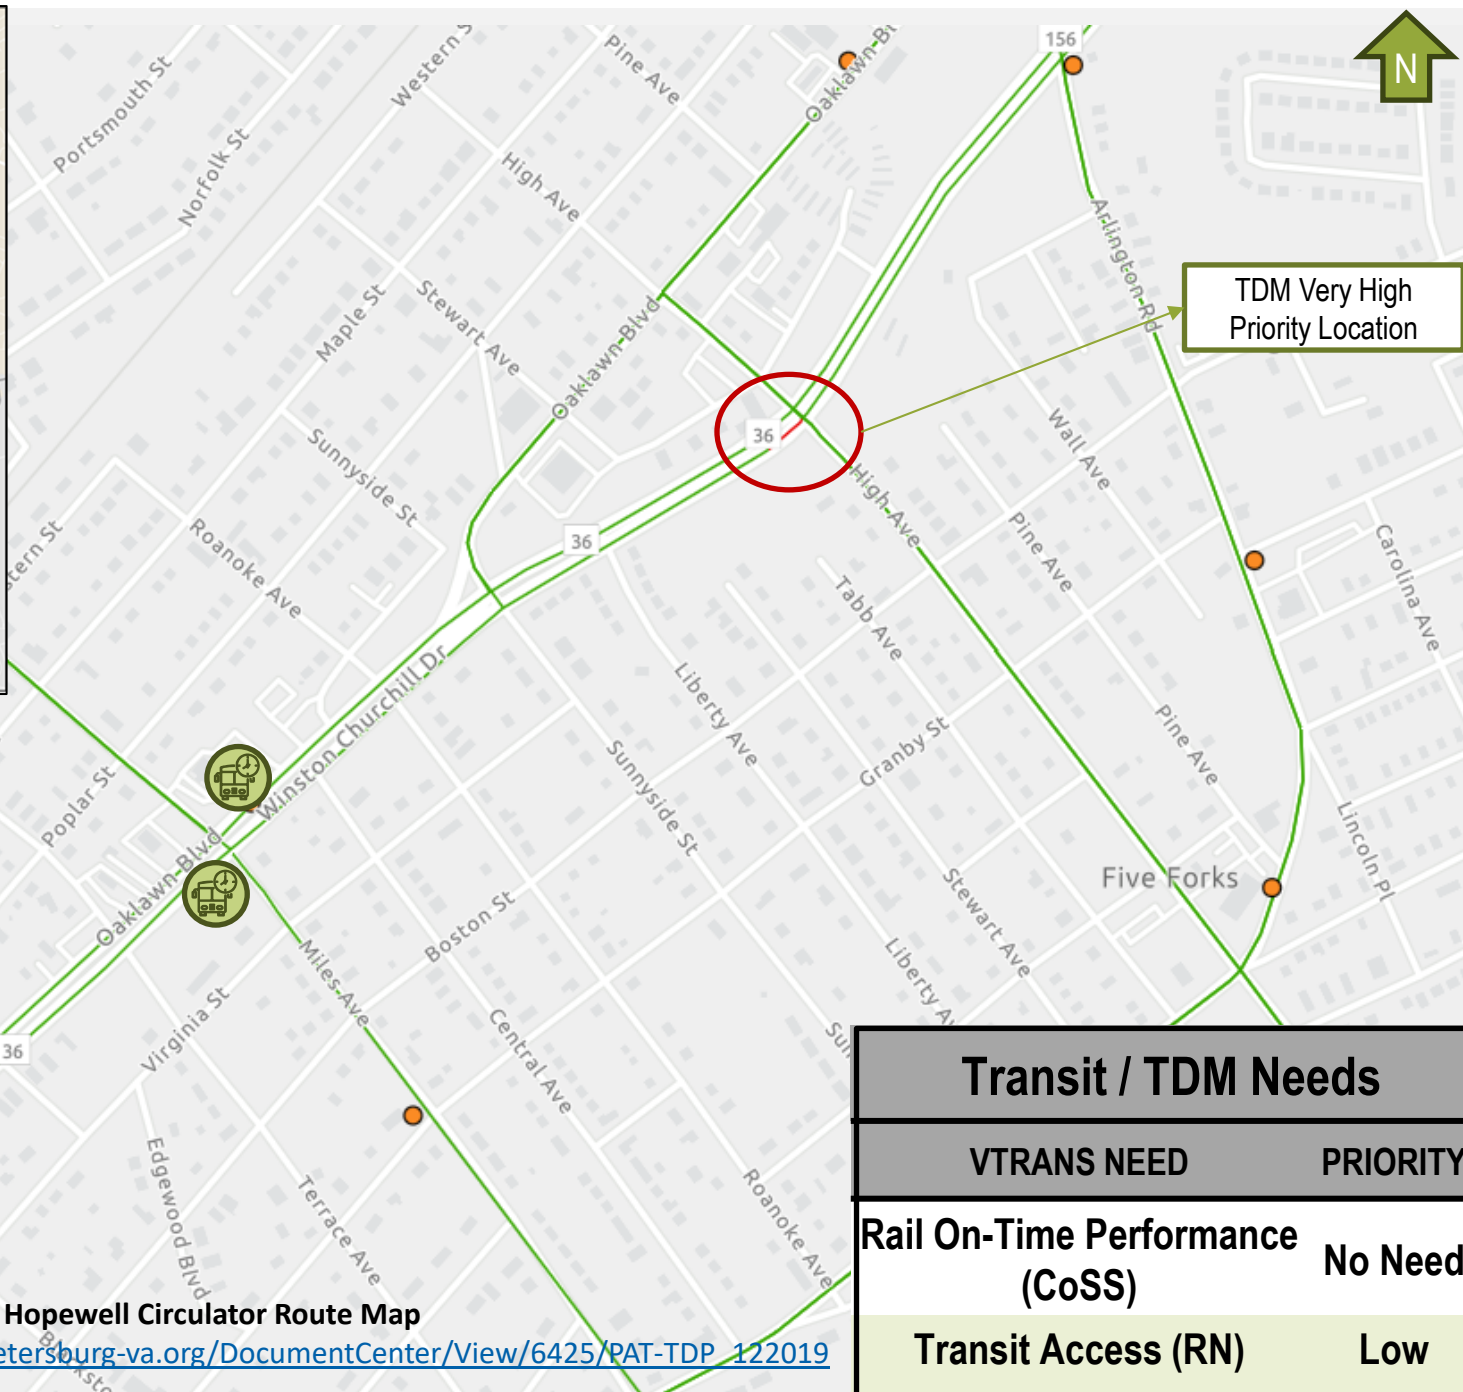 Portsmouth St
Norfolk St
Western S
Pine Ave
Oaklawn B
156
N
High Ave
Arlington Rd
TDM Very High
Priority Location
Maple St
Stewart Ave
Oaklawn Blvd
36
Wall Ave
Sunnyside St
High Ave
36
Pine Ave
Carolina Ave
stern St
Roanoke Ave
Tabb Ave
Liberty Ave
Winston Churchill Dr
Granby St
Pine Ave
Sunnyside St
Poplar St
Lincoln Pl
Oaklawn Blvd
Five Forks
Stewart Ave
Boston St
Miles Ave
Liberty A
Virginia St
Central Ave
Sun
36
Edgewood Blvd
Terrace Ave
Roanoke Ave
Transit / TDM Needs
VTRANS NEED PRIORITY
Rail On-Time Performance
(CoSS) No Need
Transit Access (RN) Low
Hopewell Circulator Route Map
etersburg-va.org/DocumentCenter/View/6425/PAT-TDP_122019